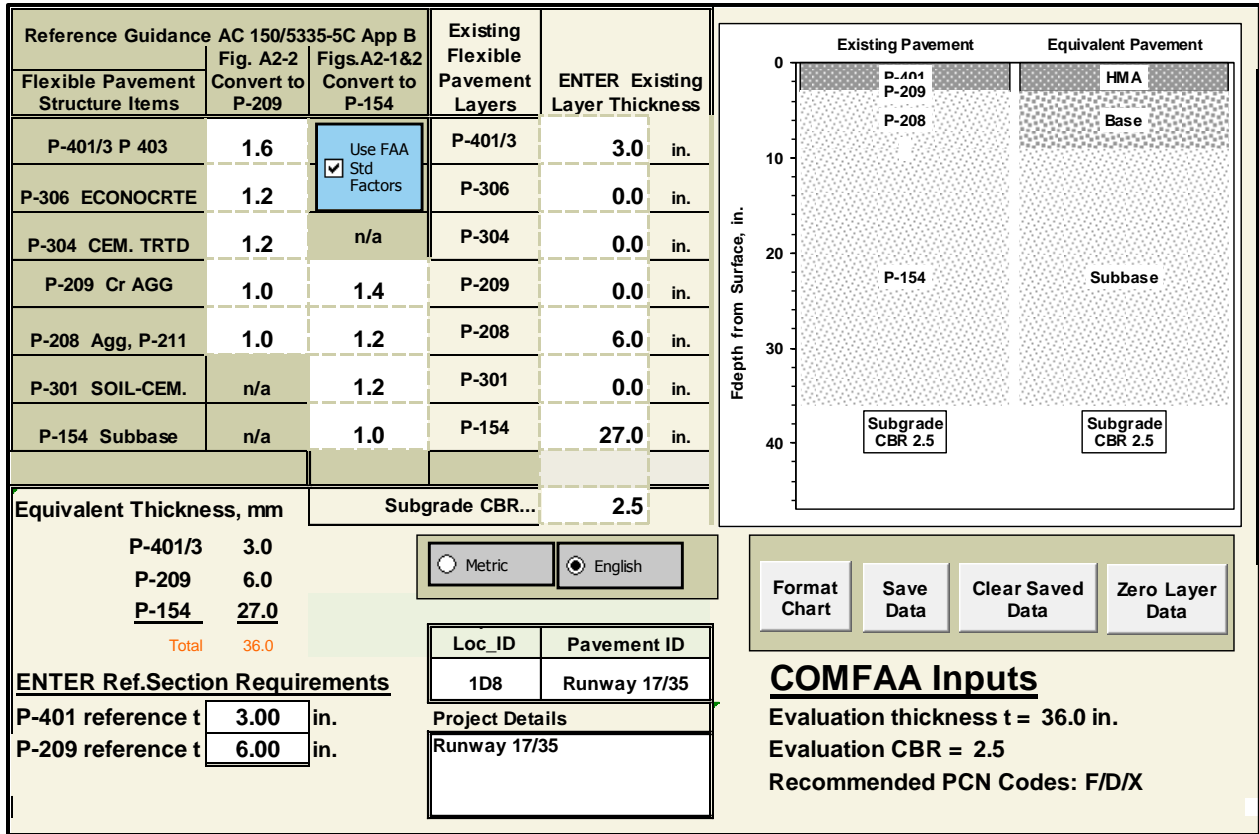 Reference Guidance AC 150/5335-5C App B
Flexible Pavement Structure Items
Fig. A2-2 Convert to P-209
Figs.A2-1&2 Convert to P-154
Existing Flexible Pavement Layers
ENTER Existing Layer Thickness
P-401/3 P 403 1.6
Use FAA Std Factors
P-401/3 3.0 in.
P-306 ECONOCRTE 1.2 P-306 0.0 in.
P-304 CEM. TRTD 1.2 n/a P-304 0.0 in.
P-209 Cr AGG 1.0 1.4 P-209 0.0 in.
P-208 Agg, P-211 1.0 1.2 P-208 6.0 in.
P-301 SOIL-CEM. n/a 1.2 P-301 0.0 in.
P-154 Subbase n/a 1.0 P-154 27.0 in.
Subgrade CBR... 2.5
Equivalent Thickness, mm
P-401/3 3.0
P-209 6.0
P-154 27.0
Total 36.0
ENTER Ref.Section Requirements
P-401 reference t 3.00 in.
P-209 reference t 6.00 in.
Metric
English
Loc_ID Pavement ID
1D8 Runway 17/35
Project Details
Runway 17/35
Existing Pavement Equivalent Pavement
Fdepth from Surface, in.
0
10
20
30
40
P-401
P-209
P-208
P-154
Subgrade
CBR 2.5
HMA
Base
Subbase
Subgrade
CBR 2.5
Format Chart
Save Data
Clear Saved Data
Zero Layer Data
COMFAA Inputs
Evaluation thickness t = 36.0 in.
Evaluation CBR = 2.5
Recommended PCN Codes: F/D/X